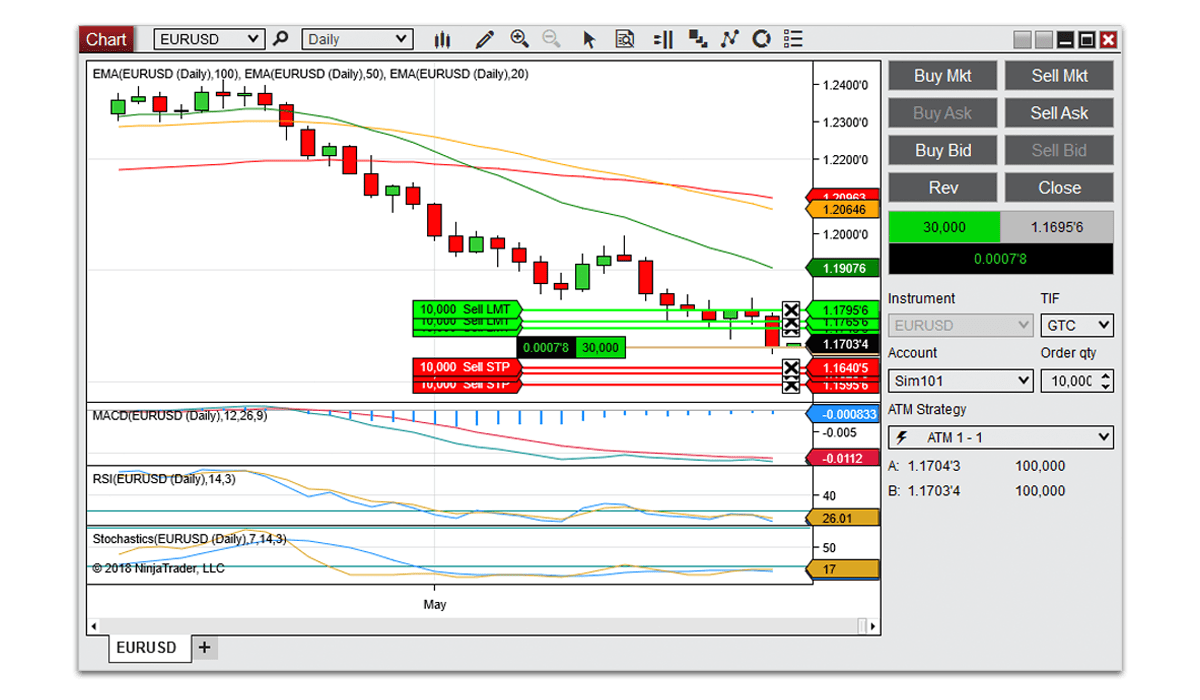 Chart EURUSD Daily
EMA(EURUSD (Daily),100), EMA(EURUSD (Daily),50), EMA(EURUSD (Daily),20)
1.2400'0
1.2300'0
1.2200'0
1.20963
1.20646
1.2000'0
1.19076
10,000 Sell LMT
1.1795'6
10,000 Sell LMT
1.1765'6
0.0007'8 30,000
1.1703'4
10,000 Sell STP
1.1640'5
10,000 Sell STP
1.1595'6
MACD(EURUSD (Daily),12,26,9)
-0.000833
-0.005
-0.0112
RSI(EURUSD (Daily),14,3)
40
26.01
Stochastics(EURUSD (Daily),7,14,3)
50
© 2018 NinjaTrader, LLC
17
May
EURUSD +
Buy Mkt Sell Mkt
Buy Ask Sell Ask
Buy Bid Sell Bid
Rev Close
30,000 1.1695'6
0.0007'8
Instrument TIF
EURUSD GTC
Account Order qty
Sim101 10,000
ATM Strategy
ATM 1 - 1
A: 1.1704'3 100,000
B: 1.1703'4 100,000